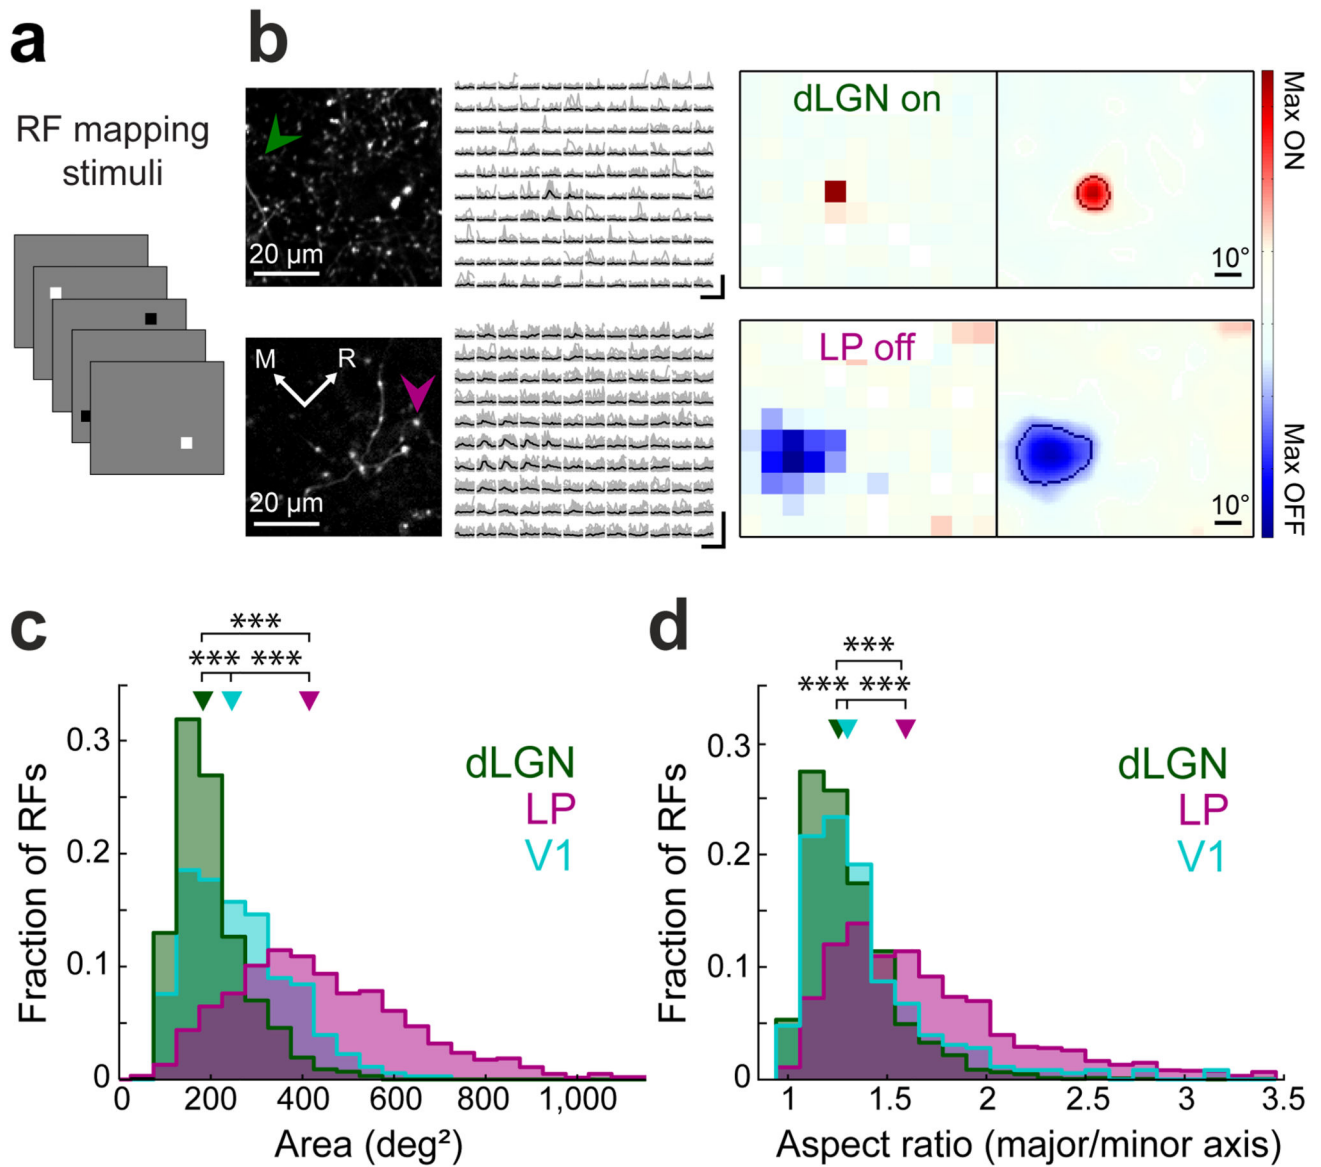 a
RF mapping
stimuli
b
20 µm
M
R
20 µm
dLGN on
10°
LP off
10°
Max ON
Max OFF
c
***
*** ***
dLGN
LP
V1
Fraction of RFs
0.3
0.2
0.1
0
0 200 400 600 800 1,000
Area (deg²)
d
***
*** ***
dLGN
LP
V1
Fraction of RFs
0.3
0.2
0.1
0
1 1.5 2 2.5 3 3.5
Aspect ratio (major/minor axis)